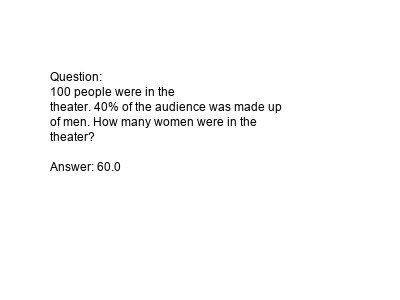 Question:
100 people were in the
theater. 40% of the audience was made up
of men. How many women were in the
theater?
Answer: 60.0